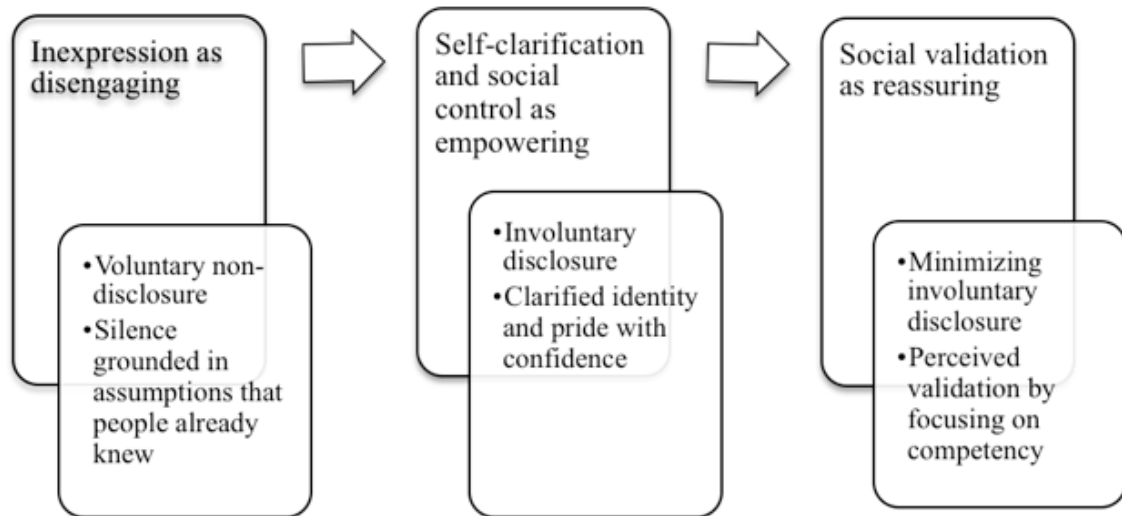 Inexpression as
disengaging
•Voluntary non-
disclosure
•Silence
grounded in
assumptions that
people already
knew
Self-clarification
and social
control as
empowering
•Involuntary
disclosure
•Clarified identity
and pride with
confidence
Social validation
as reassuring
•Minimizing
involuntary
disclosure
•Perceived
validation by
focusing on
competency